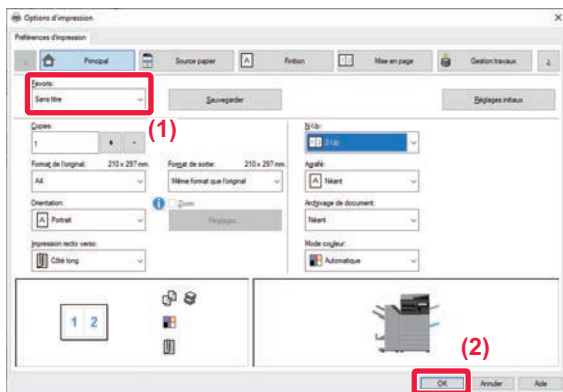 Options d'impression
Préférences d'impression
Principal Source papier Finition Mise en page Gestion travaux
Favoris:
Sans titre
Sauvegarder
Réglages initiaux
(1)
Copies:
1
N-Up:
2-Up
Format de l'original: 210 x 297 mm.
A4
Format de sortie: 210 x 297 mm.
Même format que l'original
Agrafé:
Néant
Orientation:
Portrait
Zoom
Réglages...
Archivage de document:
Néant
Impression recto verso:
Côté long
Mode couleur:
Automatique
1 2
(2)
OK Annuler Aide